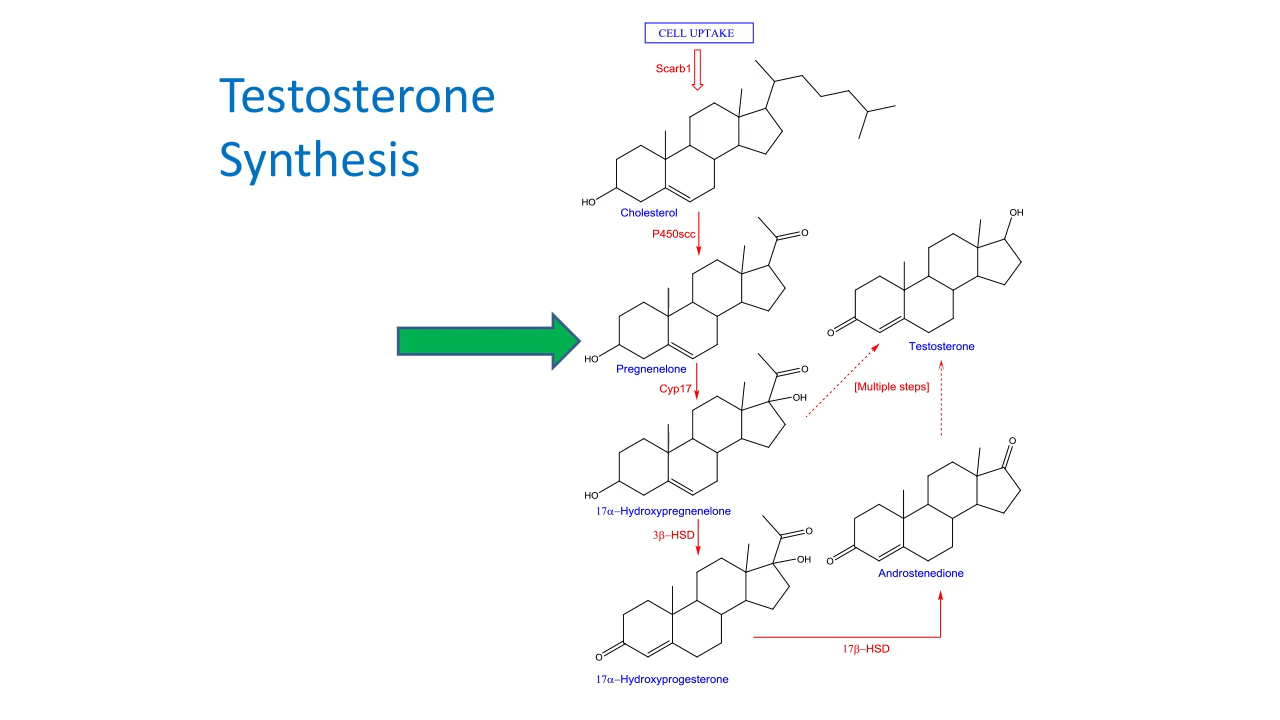 Testosterone
Synthesis
CELL UPTAKE
Scarb1
HO
Cholesterol
P450scc
O
HO
Pregnenelone
Cyp17
O
OH
HO
17α–Hydroxypregnenelone
3β–HSD
O
OH
O
17α–Hydroxyprogesterone
17β–HSD
O
O
Androstenedione
[Multiple steps]
OH
O
Testosterone